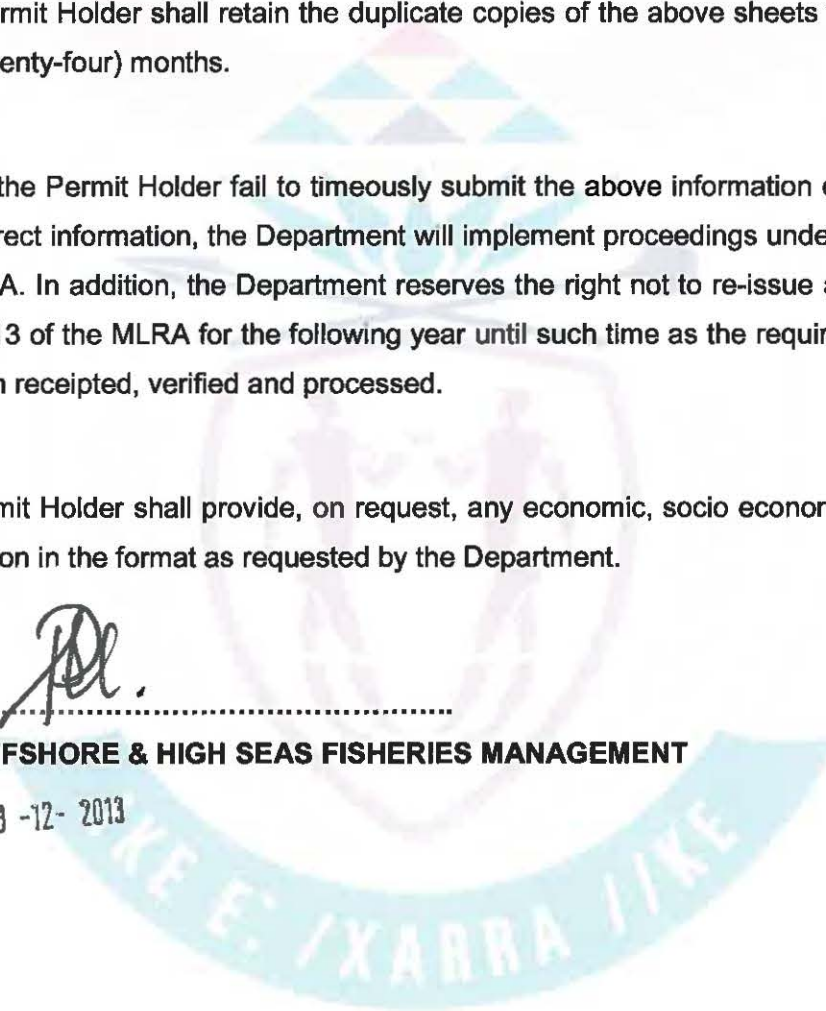 rmit Holder shall retain the duplicate copies of the above sheets
enty-four) months.
the Permit Holder fail to timeously submit the above information
rect information, the Department will implement proceedings unde
A. In addition, the Department reserves the right not to re-issue a
13 of the MLRA for the following year until such time as the requir
n receipted, verified and processed.
mit Holder shall provide, on request, any economic, socio econor
on in the format as requested by the Department.
FSHORE & HIGH SEAS FISHERIES MANAGEMENT
-12- 2013
!KE E: /XARRA //KE